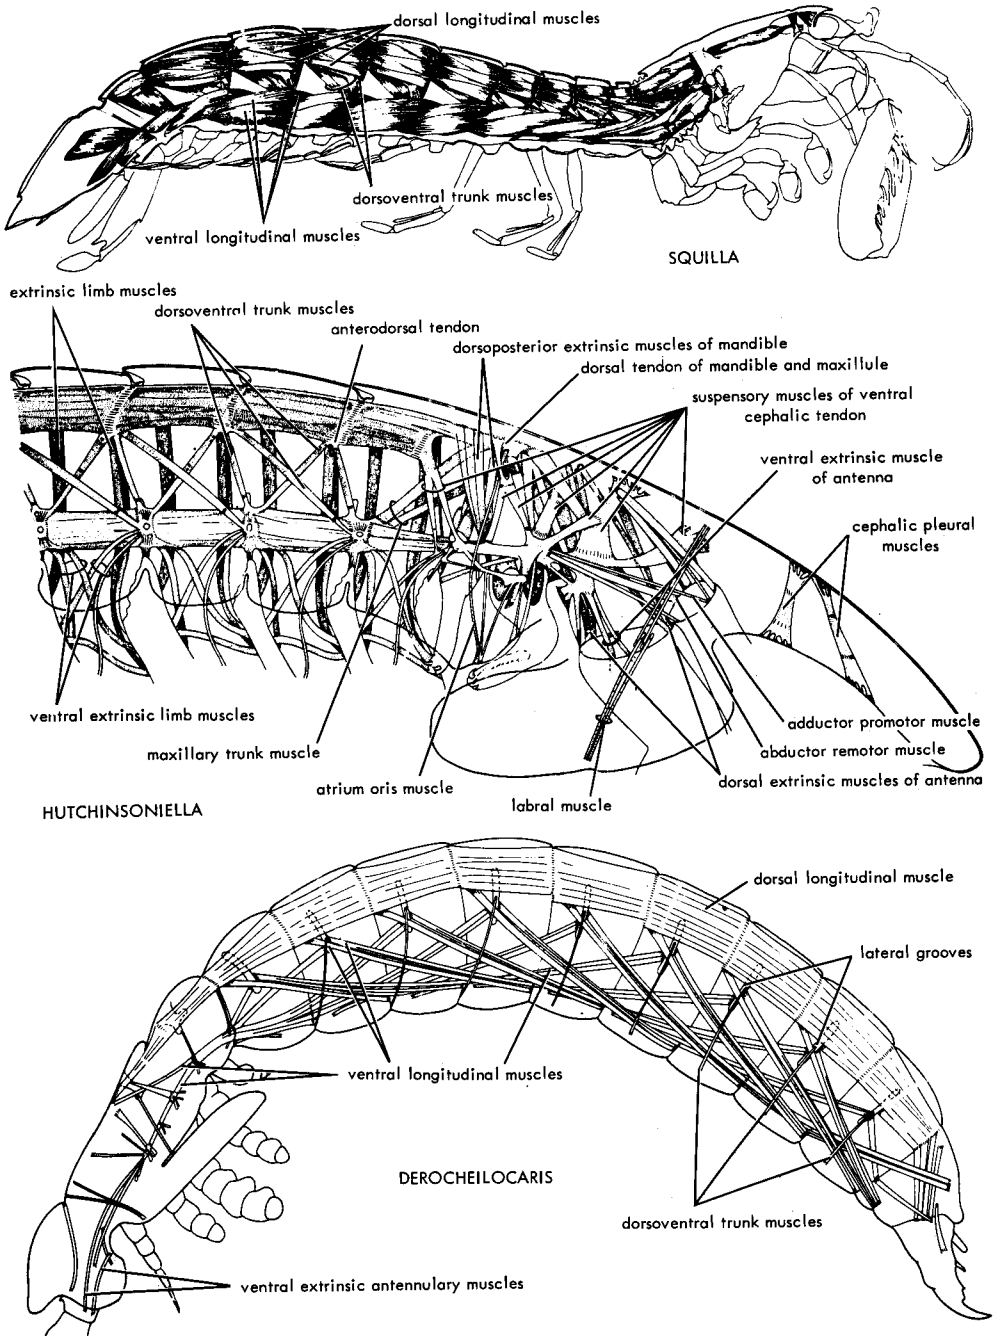 dorsal longitudinal muscles
dorsoventral trunk muscles
ventral longitudinal muscles
SQUILLA
extrinsic limb muscles
dorsoventral trunk muscles
anterodorsal tendon
dorsoposterior extrinsic muscles of mandible
dorsal tendon of mandible and maxillule
suspensory muscles of ventral
cephalic tendon
ventral extrinsic muscle
of antenna
cephalic pleural
muscles
ventral extrinsic limb muscles
adductor promotor muscle
maxillary trunk muscle
abductor remotor muscle
dorsal extrinsic muscles of antenna
atrium oris muscle
labral muscle
HUTCHINSONIELLA
dorsal longitudinal muscle
lateral grooves
ventral longitudinal muscles
DEROCHEILOCARIS
dorsoventral trunk muscles
ventral extrinsic antennulary muscles